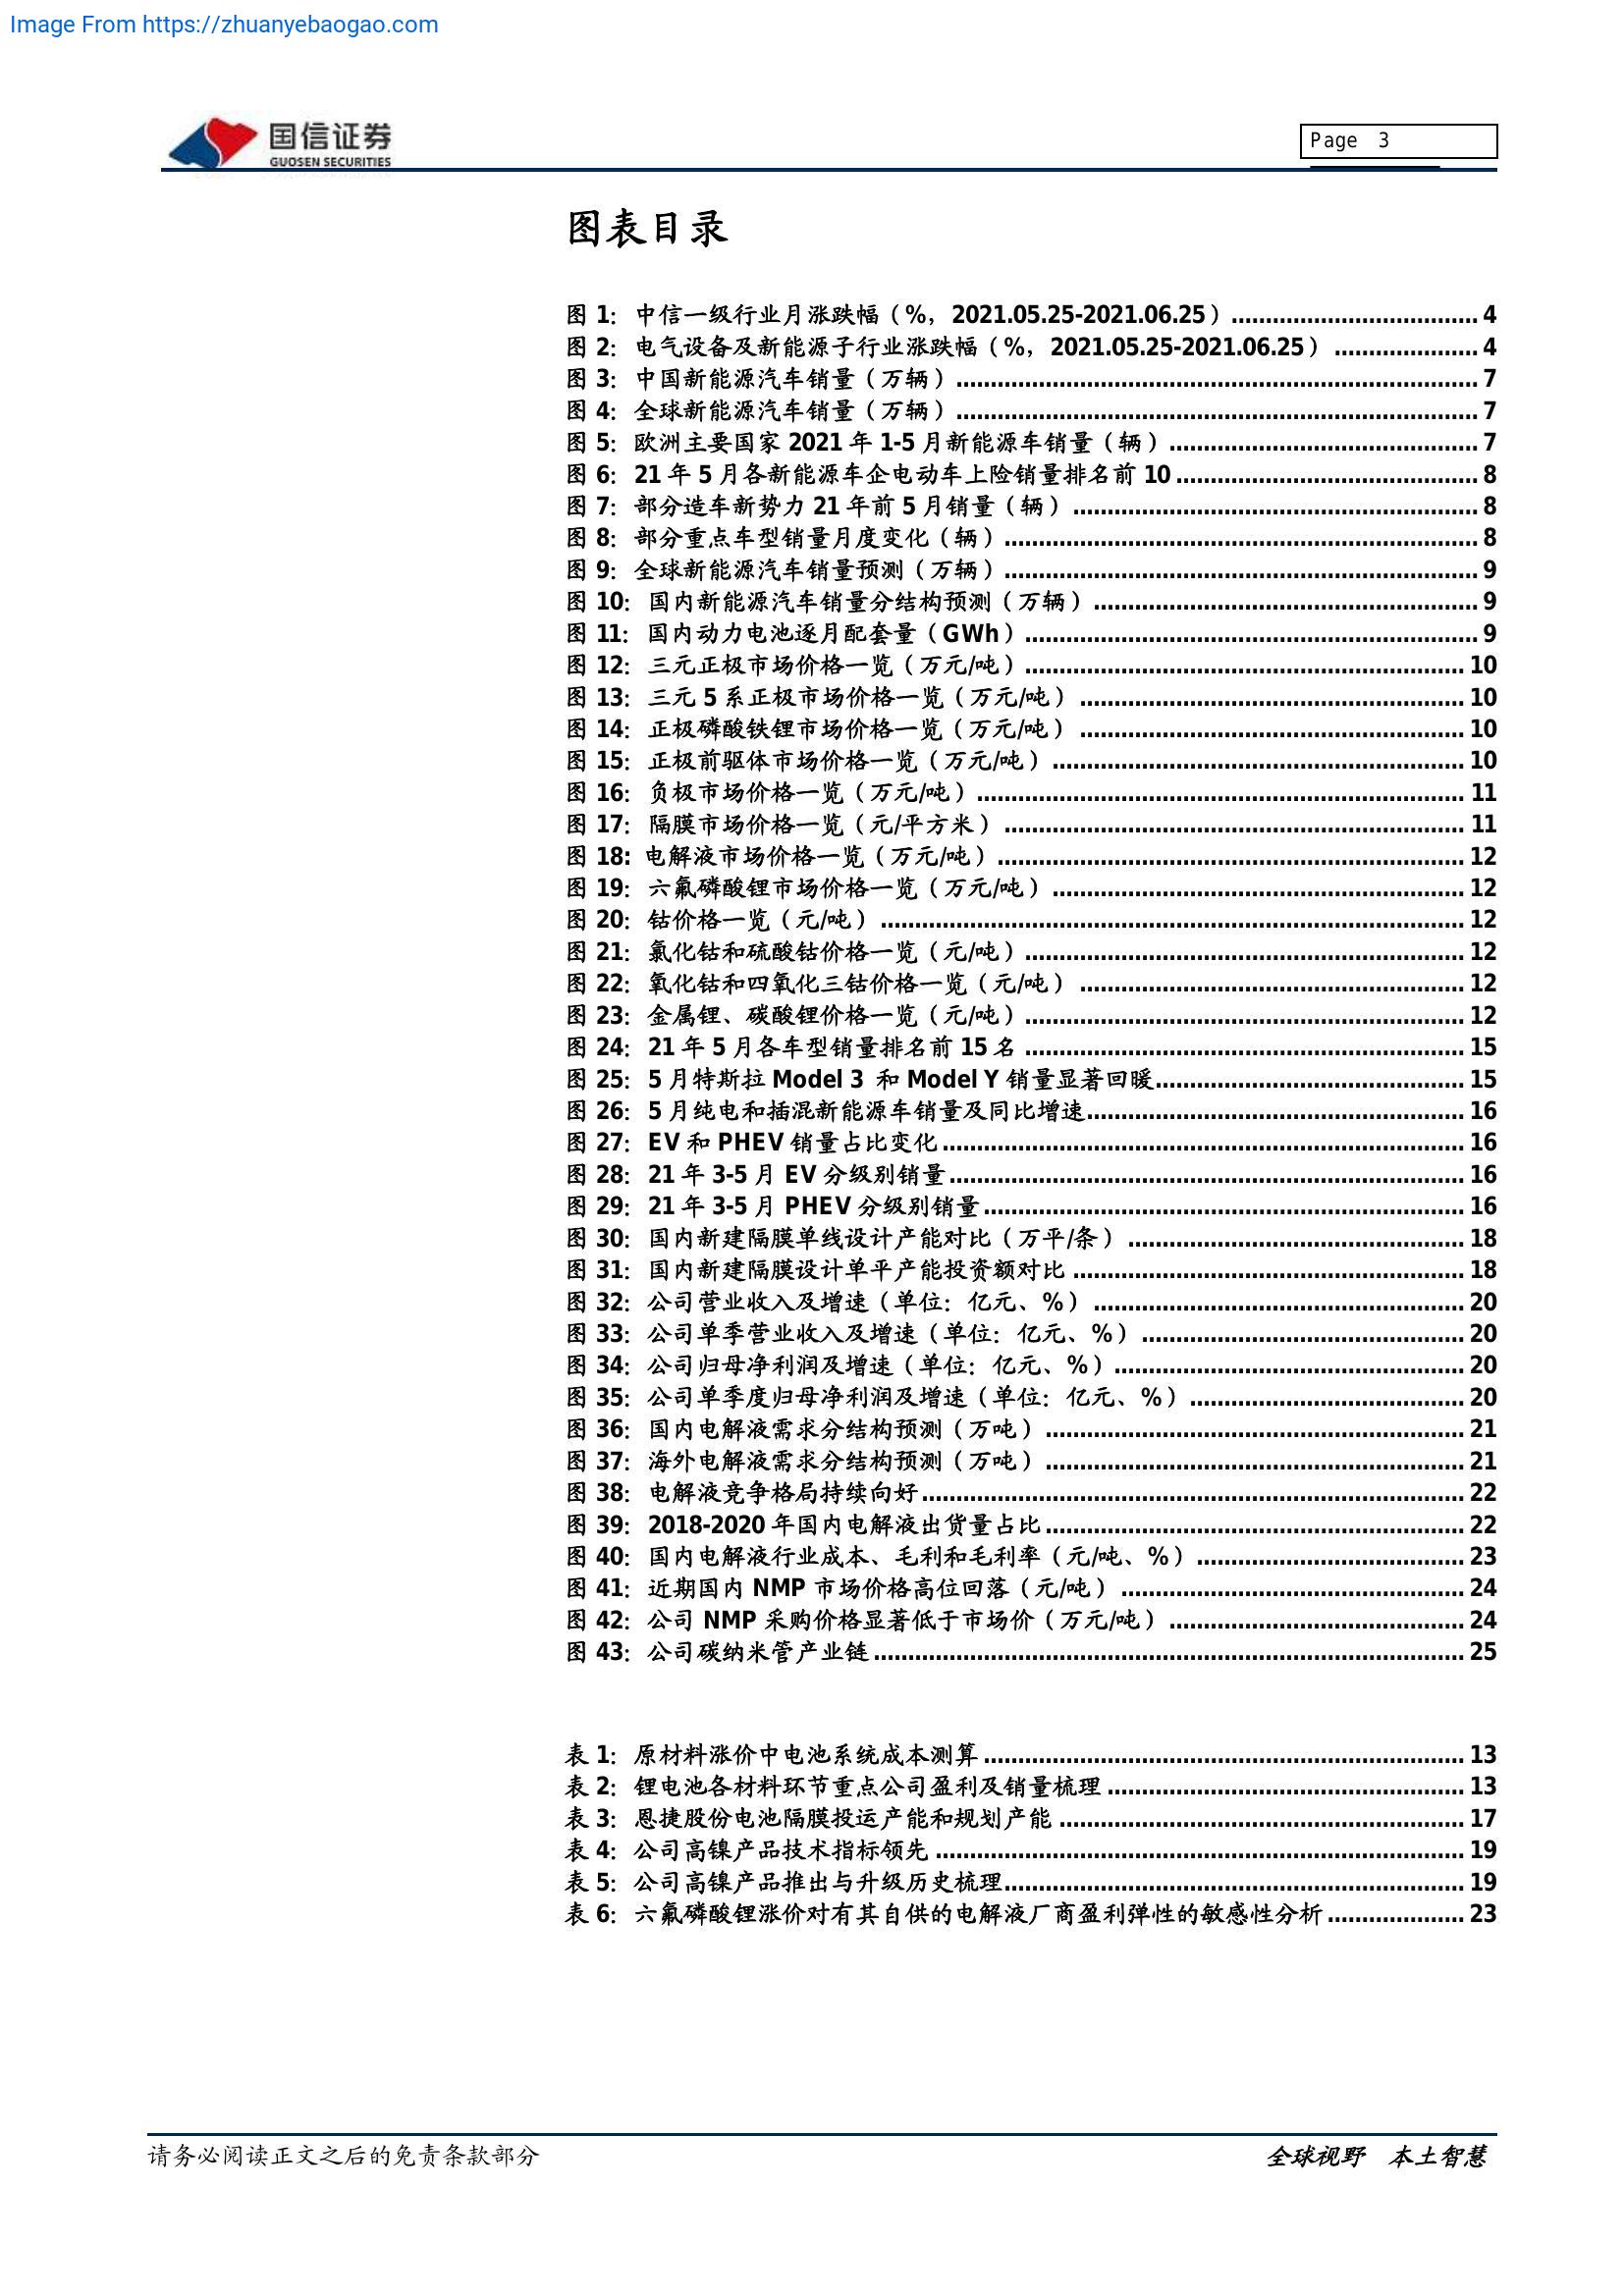 Image From https://zhuanyebaogao.com
国信证券
GUOSEN SECURITIES
Page 3
图表目录
图 1：中信一级行业月涨跌幅（%，2021.05.25-2021.06.25）.................................... 4
图 2：电气设备及新能源子行业涨跌幅（%，2021.05.25-2021.06.25）..................... 4
图 3：中国新能源汽车销量（万辆）............................................................................ 7
图 4：全球新能源汽车销量（万辆）............................................................................ 7
图 5：欧洲主要国家 2021 年 1-5 月新能源车销量（辆）............................................. 7
图 6：21 年 5 月各新能源车企电动车上险销量排名前 10............................................ 8
图 7：部分造车新势力 21 年前 5 月销量（辆）........................................................... 8
图 8：部分重点车型销量月度变化（辆）..................................................................... 8
图 9：全球新能源汽车销量预测（万辆）..................................................................... 9
图 10：国内新能源汽车销量分结构预测（万辆）........................................................ 9
图 11：国内动力电池逐月配套量（GWh）.................................................................. 9
图 12：三元正极市场价格一览（万元/吨）................................................................ 10
图 13：三元 5 系正极市场价格一览（万元/吨）........................................................ 10
图 14：正极磷酸铁锂市场价格一览（万元/吨）........................................................ 10
图 15：正极前驱体市场价格一览（万元/吨）............................................................ 10
图 16：负极市场价格一览（万元/吨）....................................................................... 11
图 17：隔膜市场价格一览（元/平方米）................................................................... 11
图 18: 电解液市场价格一览（万元/吨）.................................................................... 12
图 19：六氟磷酸锂市场价格一览（万元/吨）............................................................ 12
图 20：钴价格一览（元/吨）..................................................................................... 12
图 21：氯化钴和硫酸钴价格一览（元/吨）................................................................ 12
图 22：氧化钴和四氧化三钴价格一览（元/吨）........................................................ 12
图 23：金属锂、碳酸锂价格一览（元/吨）................................................................ 12
图 24：21 年 5 月各车型销量排名前 15 名................................................................ 15
图 25：5 月特斯拉 Model 3 和 Model Y 销量显著回暖............................................. 15
图 26：5 月纯电和插混新能源车销量及同比增速....................................................... 16
图 27：EV 和 PHEV 销量占比变化............................................................................ 16
图 28：21 年 3-5 月 EV 分级别销量........................................................................... 16
图 29：21 年 3-5 月 PHEV 分级别销量...................................................................... 16
图 30：国内新建隔膜单线设计产能对比（万平/条）................................................. 18
图 31：国内新建隔膜设计单平产能投资额对比......................................................... 18
图 32：公司营业收入及增速（单位：亿元、%）...................................................... 20
图 33：公司单季营业收入及增速（单位：亿元、%）............................................... 20
图 34：公司归母净利润及增速（单位：亿元、%）................................................... 20
图 35：公司单季度归母净利润及增速（单位：亿元、%）........................................ 20
图 36：国内电解液需求分结构预测（万吨）............................................................. 21
图 37：海外电解液需求分结构预测（万吨）............................................................. 21
图 38：电解液竞争格局持续向好............................................................................... 22
图 39：2018-2020 年国内电解液出货量占比............................................................. 22
图 40：国内电解液行业成本、毛利和毛利率（元/吨、%）....................................... 23
图 41：近期国内 NMP 市场价格高位回落（元/吨）.................................................. 24
图 42：公司 NMP 采购价格显著低于市场价（万元/吨）........................................... 24
图 43：公司碳纳米管产业链...................................................................................... 25
表 1：原材料涨价中电池系统成本测算...................................................................... 13
表 2：锂电池各材料环节重点公司盈利及销量梳理.................................................... 13
表 3：恩捷股份电池隔膜投运产能和规划产能........................................................... 17
表 4：公司高镍产品技术指标领先............................................................................. 19
表 5：公司高镍产品推出与升级历史梳理................................................................... 19
表 6：六氟磷酸锂涨价对有其自供的电解液厂商盈利弹性的敏感性分析.................... 23
请务必阅读正文之后的免责条款部分
全球视野 本土智慧